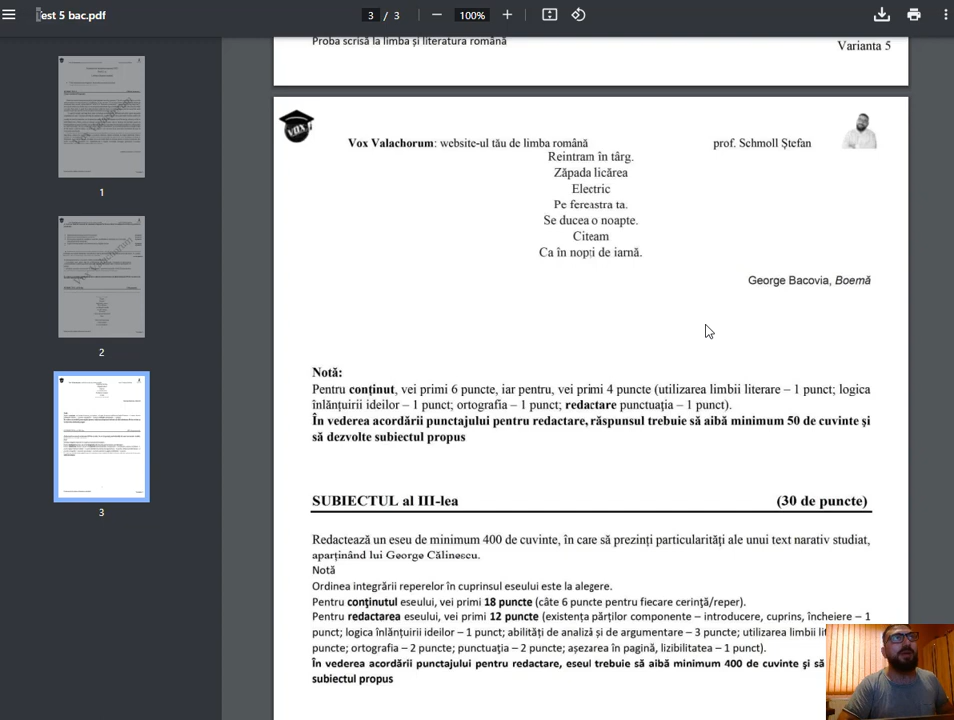 est 5 bac.pdf
3 / 3
100%
Proba scrisă la limba și literatura română
Varianta 5
VOX
Vox Valachorum: website-ul tău de limba română
prof. Schmoll Ștefan
Reintram în târg.
Zăpada licărea
Electric
Pe fereastra ta.
Se ducea o noapte.
Citeam
Ca în nopți de iarnă.
George Bacovia, Boemă
Notă:
Pentru conținut, vei primi 6 puncte, iar pentru, vei primi 4 puncte (utilizarea limbii literare – 1 punct; logica
înlănțuirii ideilor – 1 punct; ortografia – 1 punct; redactare punctuația – 1 punct).
În vederea acordării punctajului pentru redactare, răspunsul trebuie să aibă minimum 50 de cuvinte și
să dezvolte subiectul propus
SUBIECTUL al III-lea
(30 de puncte)
Redactează un eseu de minimum 400 de cuvinte, în care să prezinți particularități ale unui text narativ studiat,
aparținând lui George Călinescu.
Notă
Ordinea integrării reperelor în cuprinsul eseului este la alegere.
Pentru conţinutul eseului, vei primi 18 puncte (câte 6 puncte pentru fiecare cerinţă/reper).
Pentru redactarea eseului, vei primi 12 puncte (existența părților componente – introducere, cuprins, încheiere – 1
punct; logica înlănțuirii ideilor – 1 punct; abilități de analiză și de argumentare – 3 puncte; utilizarea limbii
puncte; ortografia – 2 puncte; punctuaţia – 2 puncte; aşezarea în pagină, lizibilitatea – 1 punct).
În vederea acordării punctajului pentru redactare, eseul trebuie să aibă minimum 400 de cuvinte şi să
subiectul propus
1
2
3